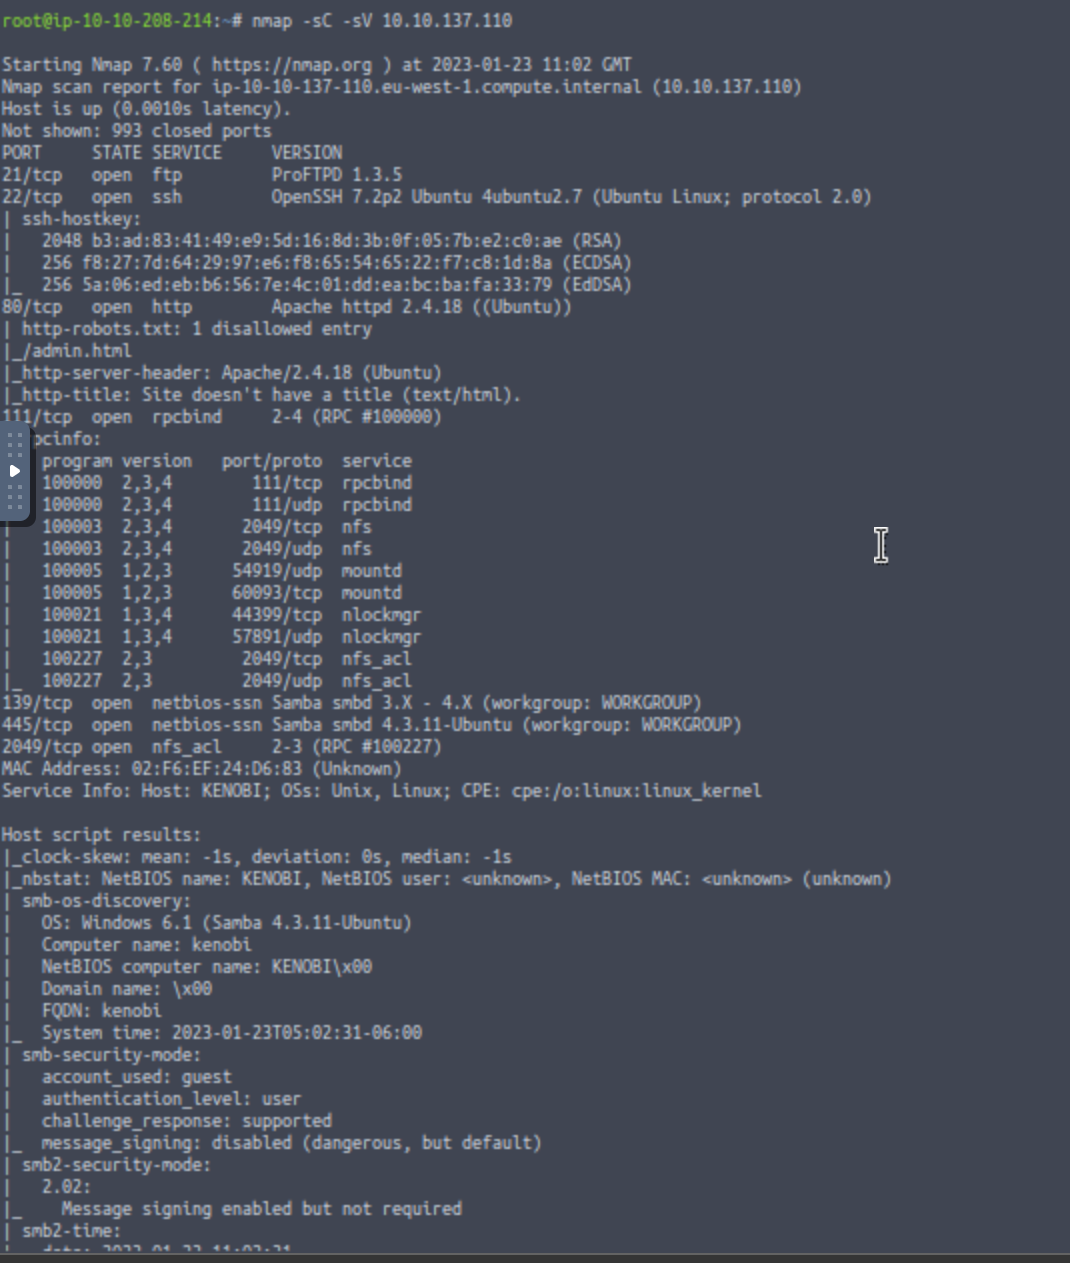 root@ip-10-10-208-214:~# nmap -sC -sV 10.10.137.110
Starting Nmap 7.60 ( https://nmap.org ) at 2023-01-23 11:02 GMT
Nmap scan report for ip-10-10-137-110.eu-west-1.compute.internal (10.10.137.110)
Host is up (0.0010s latency).
Not shown: 993 closed ports
PORT     STATE SERVICE     VERSION
21/tcp   open  ftp         ProFTPD 1.3.5
22/tcp   open  ssh         OpenSSH 7.2p2 Ubuntu 4ubuntu2.7 (Ubuntu Linux; protocol 2.0)
| ssh-hostkey:
|   2048 b3:ad:83:41:49:e9:5d:16:8d:3b:0f:05:7b:e2:c0:ae (RSA)
|   256 f8:27:7d:64:29:97:e6:f8:65:54:65:22:f7:c8:1d:8a (ECDSA)
|_  256 5a:06:ed:eb:b6:56:7e:4c:01:dd:ea:bc:ba:fa:33:79 (EdDSA)
80/tcp   open  http        Apache httpd 2.4.18 ((Ubuntu))
| http-robots.txt: 1 disallowed entry
|_/admin.html
|_http-server-header: Apache/2.4.18 (Ubuntu)
|_http-title: Site doesn't have a title (text/html).
111/tcp  open  rpcbind     2-4 (RPC #100000)
pcinfo:
program version   port/proto  service
100000  2,3,4        111/tcp  rpcbind
100000  2,3,4        111/udp  rpcbind
|   100003  2,3,4       2049/tcp  nfs
|   100003  2,3,4       2049/udp  nfs
|   100005  1,2,3      54919/udp  mountd
|   100005  1,2,3      60093/tcp  mountd
|   100021  1,3,4      44399/tcp  nlockmgr
|   100021  1,3,4      57891/udp  nlockmgr
|   100227  2,3         2049/tcp  nfs_acl
|_  100227  2,3         2049/udp  nfs_acl
139/tcp  open  netbios-ssn Samba smbd 3.X - 4.X (workgroup: WORKGROUP)
445/tcp  open  netbios-ssn Samba smbd 4.3.11-Ubuntu (workgroup: WORKGROUP)
2049/tcp open  nfs_acl     2-3 (RPC #100227)
MAC Address: 02:F6:EF:24:D6:83 (Unknown)
Service Info: Host: KENOBI; OSs: Unix, Linux; CPE: cpe:/o:linux:linux_kernel
Host script results:
|_clock-skew: mean: -1s, deviation: 0s, median: -1s
|_nbstat: NetBIOS name: KENOBI, NetBIOS user: <unknown>, NetBIOS MAC: <unknown> (unknown)
| smb-os-discovery:
|   OS: Windows 6.1 (Samba 4.3.11-Ubuntu)
|   Computer name: kenobi
|   NetBIOS computer name: KENOBI\x00
|   Domain name: \x00
|   FQDN: kenobi
|_  System time: 2023-01-23T05:02:31-06:00
| smb-security-mode:
|   account_used: guest
|   authentication_level: user
|   challenge_response: supported
|_  message_signing: disabled (dangerous, but default)
| smb2-security-mode:
|   2.02:
|_    Message signing enabled but not required
| smb2-time:
|   date: 2023-01-23 11:02:31